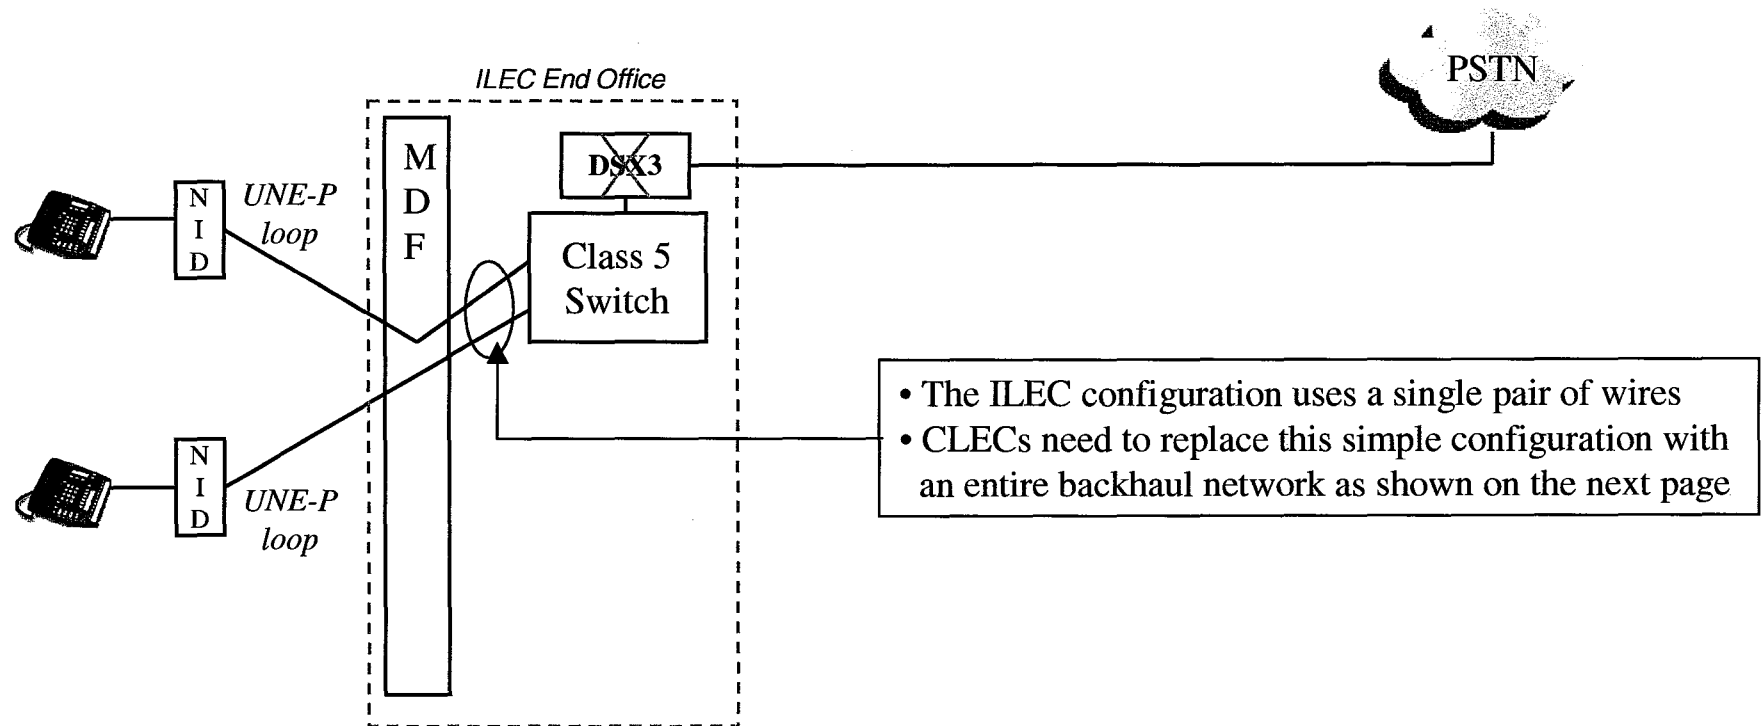 ILEC End Office
PSTN
M
D
F
DSX3
N
I
D
UNE-P
loop
Class 5
Switch
• The ILEC configuration uses a single pair of wires
• CLECs need to replace this simple configuration with
an entire backhaul network as shown on the next page
N
I
D
UNE-P
loop